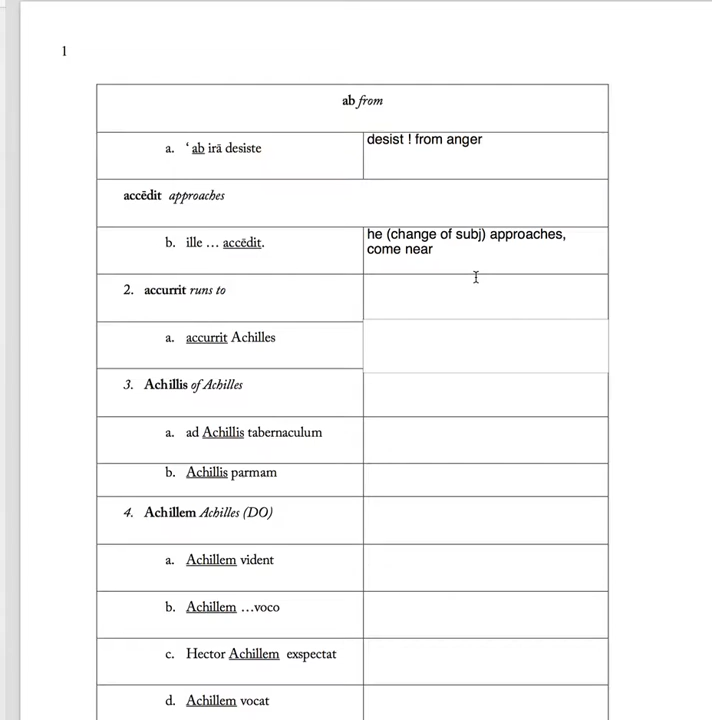 1
ab from
a. ‘ ab irā desiste
desist ! from anger
accēdit approaches
b. ille … accēdit.
he (change of subj) approaches,
come near
2. accurrit runs to
a. accurrit Achilles
3. Achillis of Achilles
a. ad Achillis tabernaculum
b. Achillis parmam
4. Achillem Achilles (DO)
a. Achillem vident
b. Achillem …voco
c. Hector Achillem exspectat
d. Achillem vocat